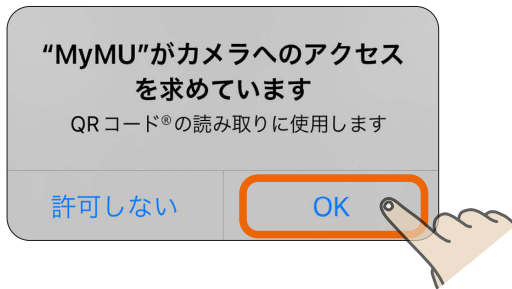 “MyMU”がカメラへのアクセス
を求めています
QRコード®の読み取りに使用します
許可しない
OK